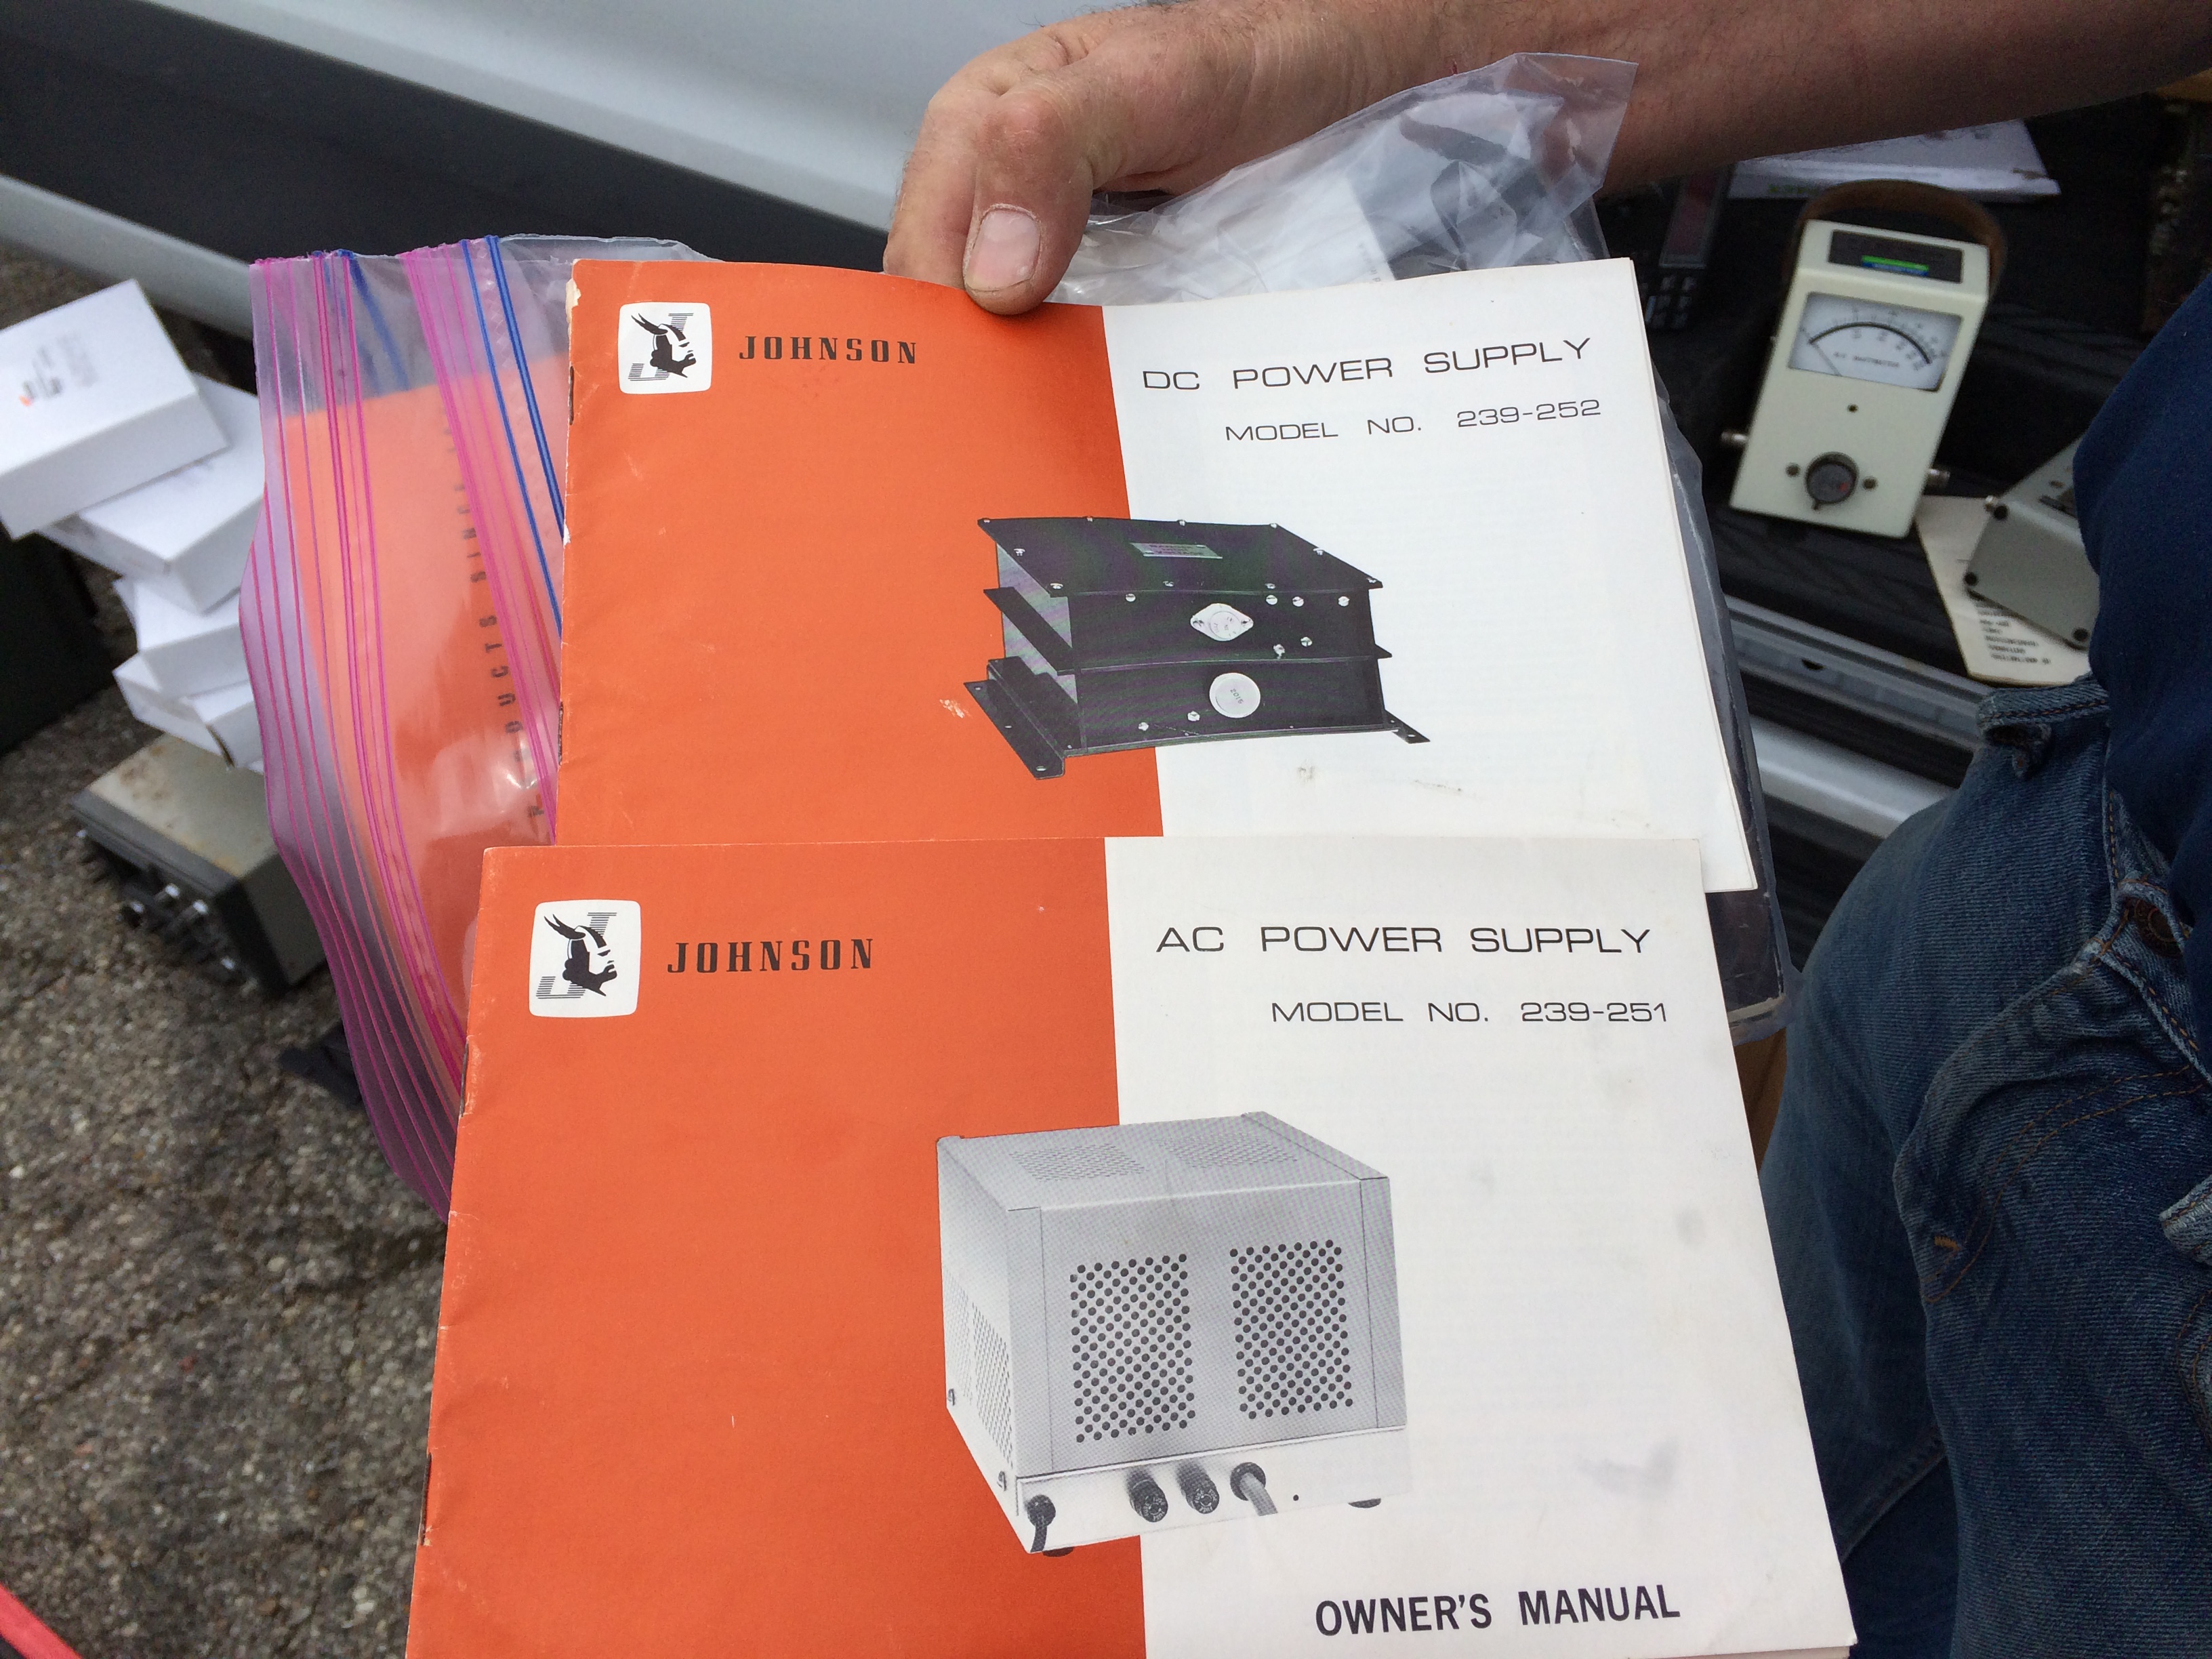 JOHNSON
DC POWER SUPPLY
MODEL NO. 239-252
JOHNSON
AC POWER SUPPLY
MODEL NO. 239-251
OWNER'S MANUAL